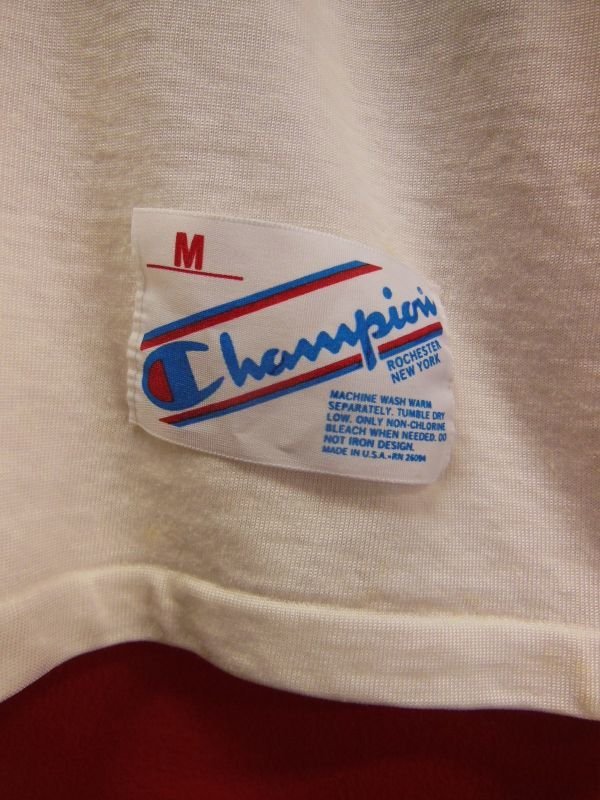 M
Champion
ROCHESTER
NEW YORK
MACHINE WASH WARM
SEPARATELY. TUMBLE DRY
LOW. ONLY NON-CHLORINE
BLEACH WHEN NEEDED. DO
NOT IRON DESIGN.
MADE IN U.S.A.-RN 26094